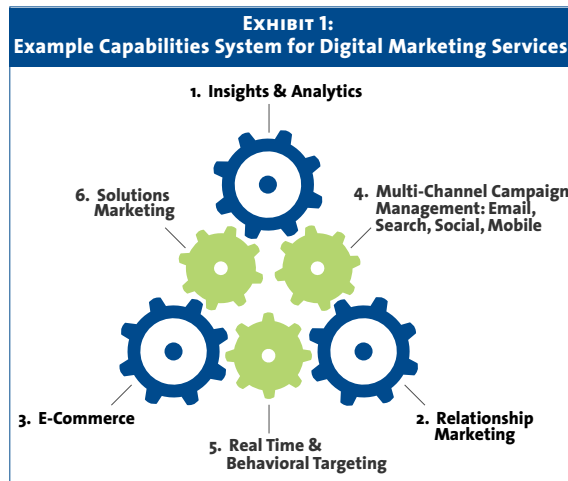 EXHIBIT 1:
Example Capabilities System for Digital Marketing Services
1. Insights & Analytics
6. Solutions
Marketing
4. Multi-Channel Campaign
Management: Email,
Search, Social, Mobile
3. E-Commerce
2. Relationship
Marketing
5. Real Time &
Behavioral Targeting